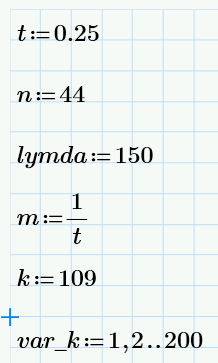 t:=0.25
n:=44
lymda:=150
m:=1/t
k:=109
var_k:=1,2..200